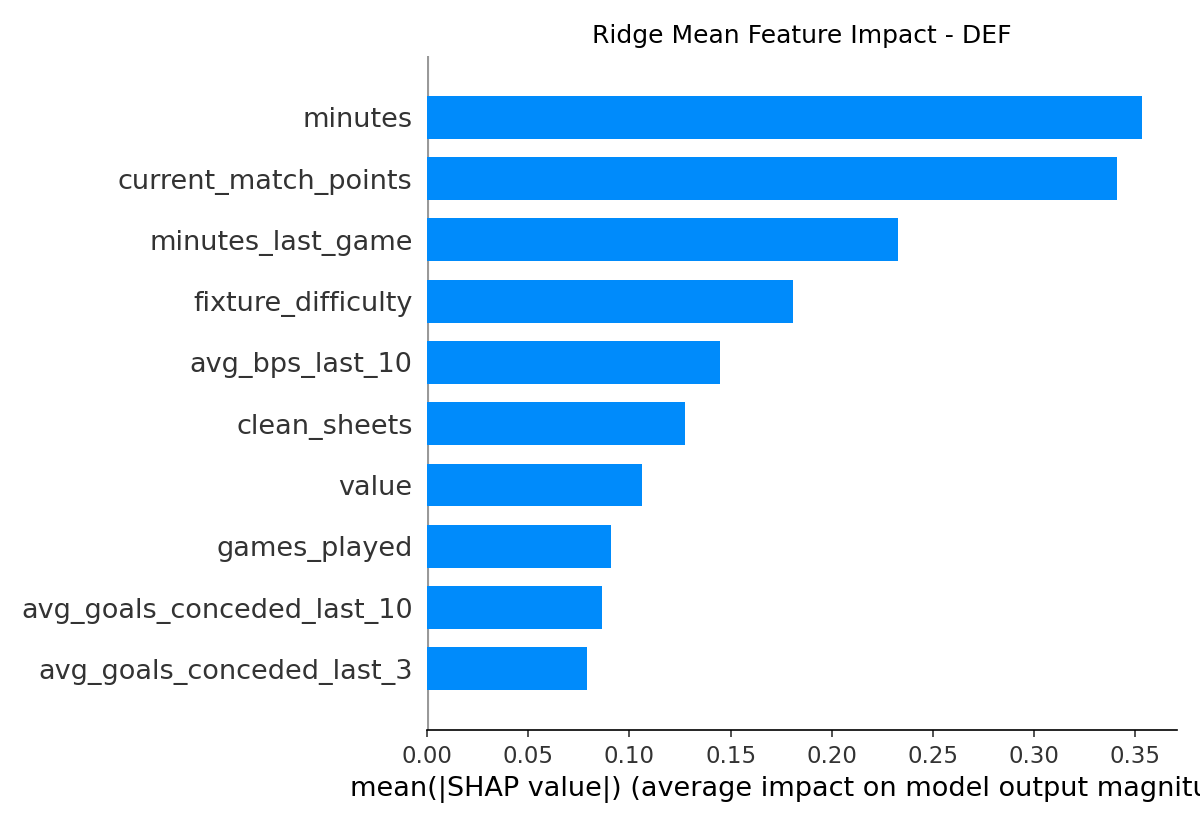 Ridge Mean Feature Impact - DEF
minutes
current_match_points
minutes_last_game
fixture_difficulty
avg_bps_last_10
clean_sheets
value
games_played
avg_goals_conceded_last_10
avg_goals_conceded_last_3
0.00 0.05 0.10 0.15 0.20 0.25 0.30 0.35
mean(|SHAP value|) (average impact on model output magnitu